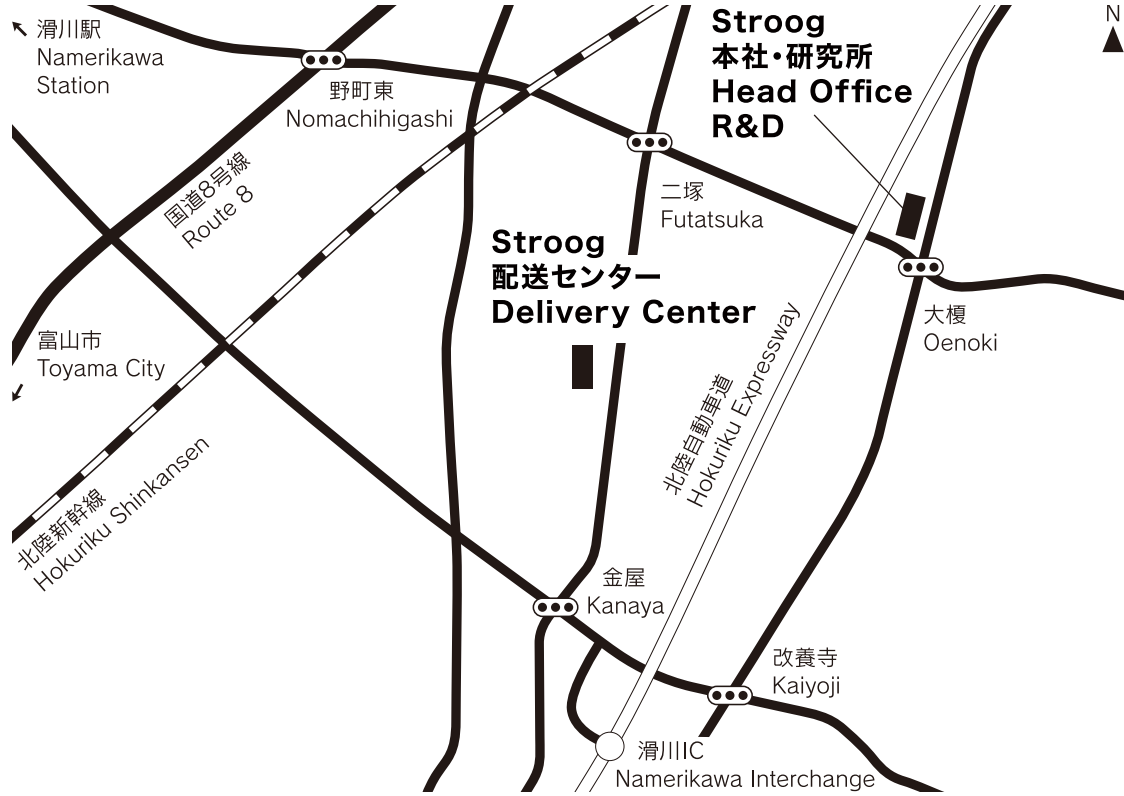 滑川駅
Namerikawa
Station
野町東
Nomachihigashi
国道8号線
Route 8
Stroog
本社・研究所
Head Office
R&D
N
二塚
Futatsuka
Stroog
配送センター
Delivery Center
大榎
Oenoki
富山市
Toyama City
北陸自動車道
Hokuriku Expressway
北陸新幹線
Hokuriku Shinkansen
金屋
Kanaya
改養寺
Kaiyoji
滑川IC
Namerikawa Interchange